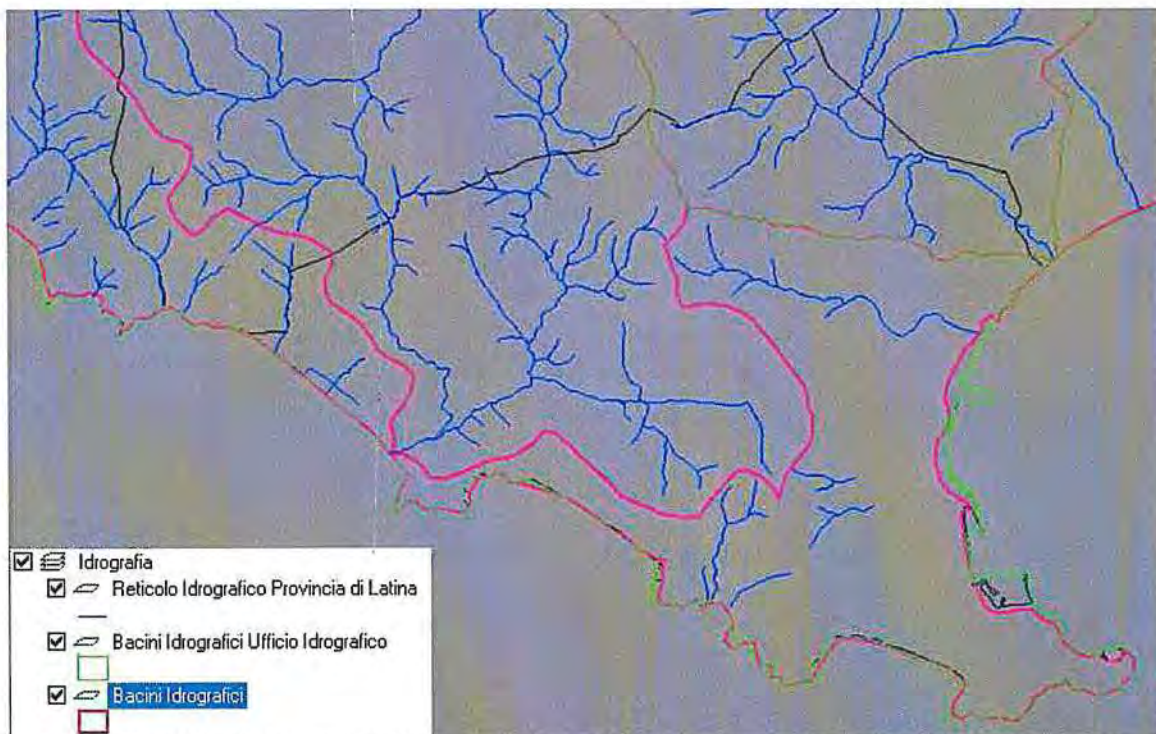 Idrografia
Reticolo Idrografico Provincia di Latina
Bacini Idrografici Ufficio Idrografico
Bacini Idrografici